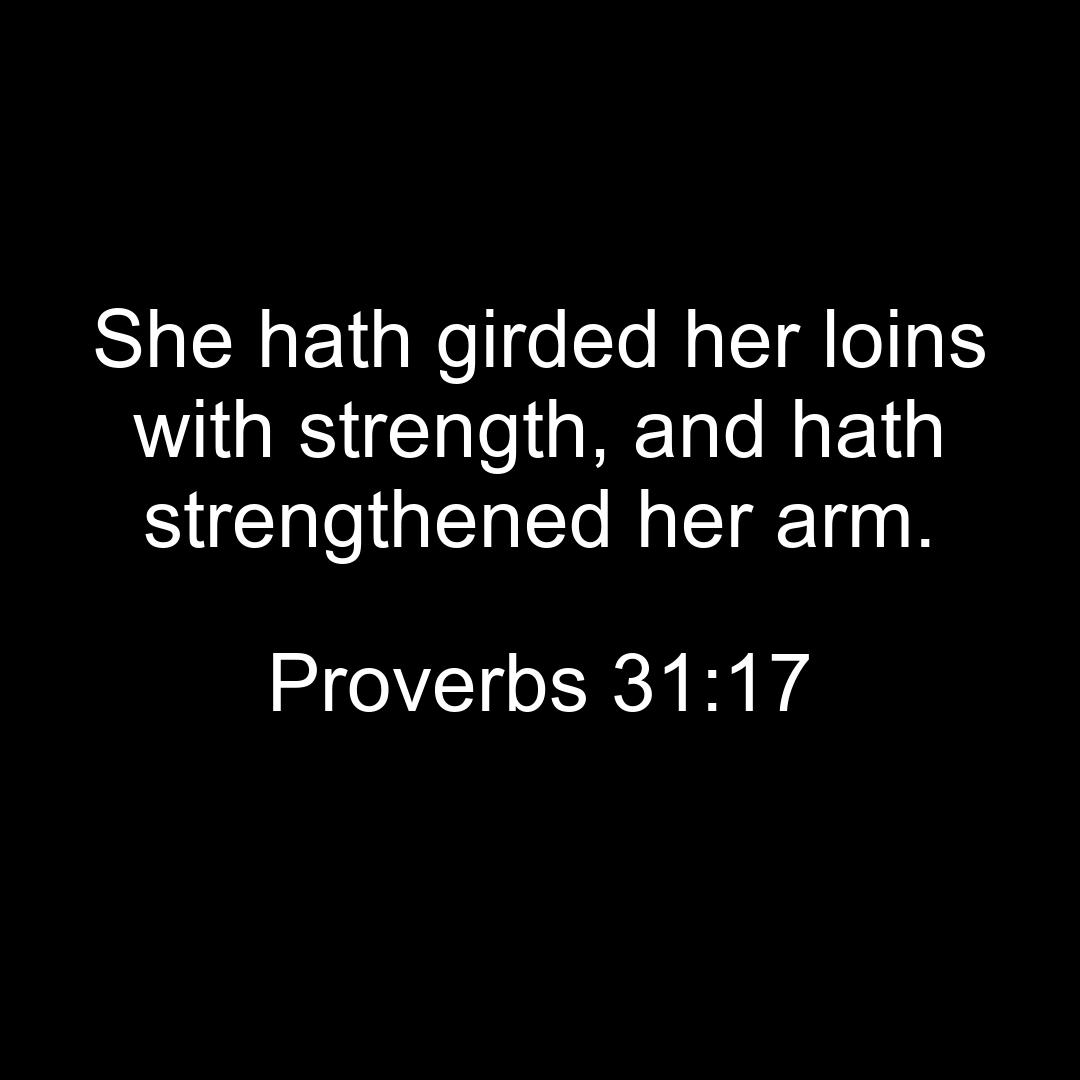 She hath girded her loins
with strength, and hath
strengthened her arm.
Proverbs 31:17